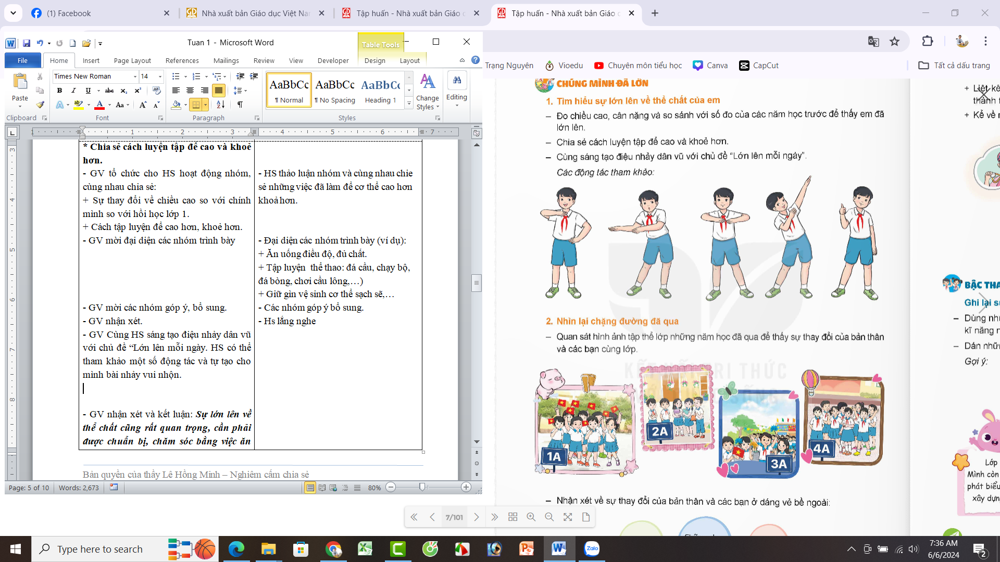 (1) Facebook
Nhà xuất bản Giáo dục Việt Na
Tập huấn - Nhà xuất bản Giáo
Tập huấn - Nhà xuất bản Giáo
Tuan 1 - Microsoft Word
Table Tools
File Home Insert Page Layout References Mailings Review View Developer Design Layout
Times New Roman 14
Paste
Clipboard Font Paragraph Styles
AaBbCc AaBbCc AaBbCc
¶ Normal ¶ No Spacing Heading 1
Change Styles
Editing
Trạng Nguyên Vioedu Chuyên môn tiểu học Canva CapCut Tất cả dấu trang
* Chia sẻ cách luyện tập để cao và khoẻ
hơn.
- GV tổ chức cho HS hoạt động nhóm,
cùng nhau chia sẻ:
+ Sự thay đổi về chiều cao so với chính
mình so với hồi học lớp 1.
+ Cách tập luyện để cao hơn, khoẻ hơn.
- GV mời đại diện các nhóm trình bày
- GV mời các nhóm góp ý, bổ sung.
- GV nhận xét.
- GV Cùng HS sáng tạo điệu nhảy dân vũ
với chủ đề “Lớn lên mỗi ngày. HS có thể
tham khảo một số động tác và tự tạo cho
mình bài nhảy vui nhộn.
- GV nhận xét và kết luận: Sự lớn lên về
thể chất cũng rất quan trọng, cần phải
được chuẩn bị, chăm sóc bằng việc ăn
- HS thảo luận nhóm và cùng nhau chie
sẻ những việc đã làm để cơ thể cao hơn
khoả hơn.
- Đại diện các nhóm trình bày (ví dụ):
+ Ăn uống điều độ, đủ chất.
+ Tập luyện thể thao: đá cầu, chạy bộ,
đá bòng, chơi cầu lông,…)
+ Giữ gìn vệ sinh cơ thể sạch sẽ,…
- Các nhóm góp ý bổ sung.
- Hs lắng nghe
Bản quyền của thầy Lê Hồng Minh – Nghiêm cấm chia sẻ
Page: 5 of 10 Words: 2,673 80%
CHÚNG MÌNH ĐÃ LỚN
1. Tìm hiểu sự lớn lên về thể chất của em
– Đo chiều cao, cân nặng và so sánh với số đo của các năm học trước để thấy em đã
lớn lên.
– Chia sẻ cách luyện tập để cao và khoẻ hơn.
– Cùng sáng tạo điệu nhảy dân vũ với chủ đề “Lớn lên mỗi ngày”.
Các động tác tham khảo:
2. Nhìn lại chặng đường đã qua
– Quan sát hình ảnh tập thể lớp những năm học đã qua để thấy sự thay đổi của bản thân
và các bạn cùng lớp.
KẾT NỐI TRI THỨC
SỐNG
1A
2A
3A
4A
– Nhận xét về sự thay đổi của bản thân và các bạn ở dáng vẻ bề ngoài:
7/101
+ Liệt kê
thành t
+ Kể về
BẬC THA
Ghi lại s
– Dùng nh
kĩ năng
– Dán nhữ
Gợi ý:
Lớp
Mình còn
phát biểu
xây dựn
Type here to search
Zalo
7:36 AM
6/6/2024
2